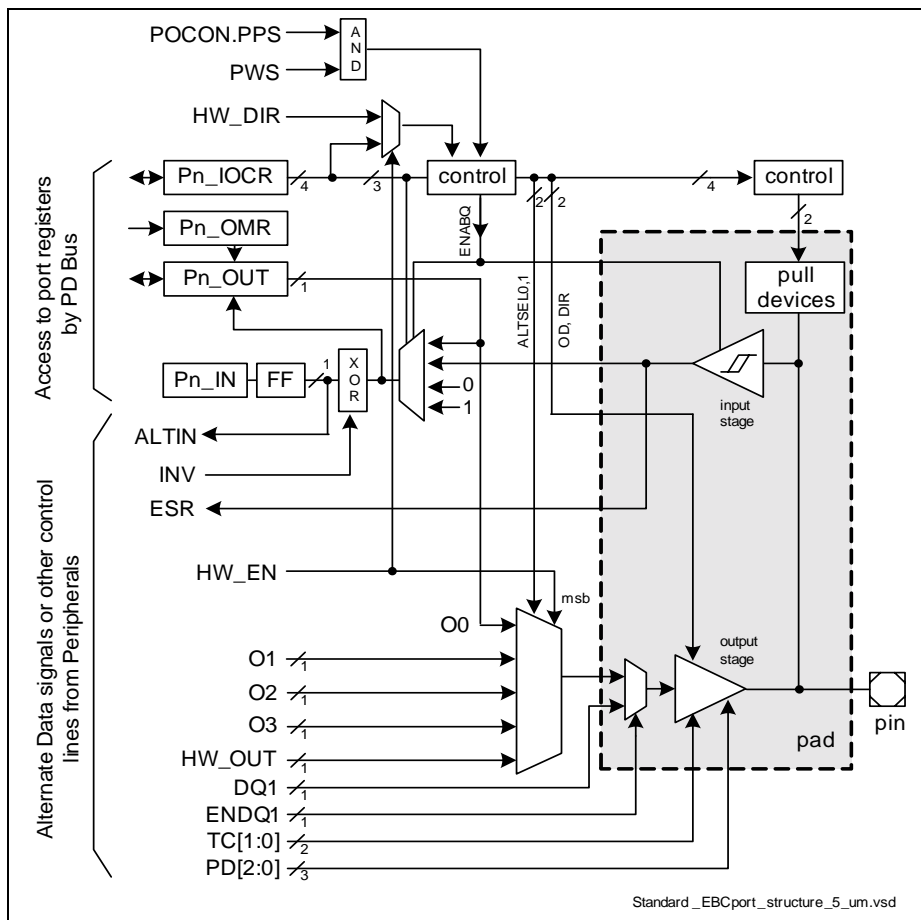 POCON.PPS
PWS
AND
HW_DIR
Pn_IOCR
4
3
control
2
2
4
control
2
Pn_OMR
Pn_OUT
1
ENABQ
ALTSEL0,1
OD, DIR
pull
devices
Access to port registers
by PD Bus
Pn_IN
FF
1
XOR
0
1
input
stage
ALTIN
INV
ESR
Alternate Data signals or other control
lines from Peripherals
HW_EN
msb
O0
O1
1
O2
1
O3
1
HW_OUT
1
DQ1
1
ENDQ1
1
TC[1:0]
2
PD[2:0]
3
output
stage
pad
pin
Standard _EBCport_structure_5_um.vsd